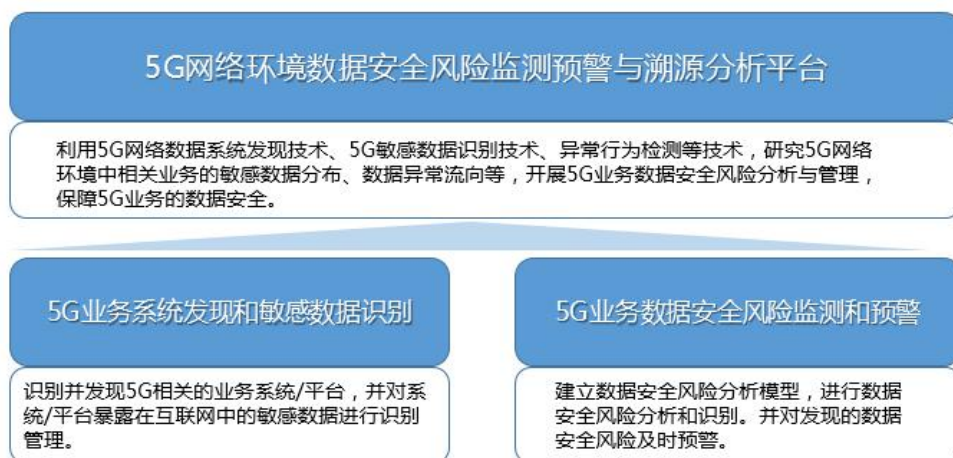 5G网络环境数据安全风险监测预警与溯源分析平台
利用5G网络数据系统发现技术、5G敏感数据识别技术、异常行为检测等技术，研究5G网络
环境中相关业务的敏感数据分布、数据异常流向等，开展5G业务数据安全风险分析与管理，
保障5G业务的数据安全。
5G业务系统发现和敏感数据识别
识别并发现5G相关的业务系统/平台，并对系
统/平台暴露在互联网中的敏感数据进行识别
管理。
5G业务数据安全风险监测和预警
建立数据安全风险分析模型，进行数据
安全风险分析和识别。并对发现的数据
安全风险及时预警。